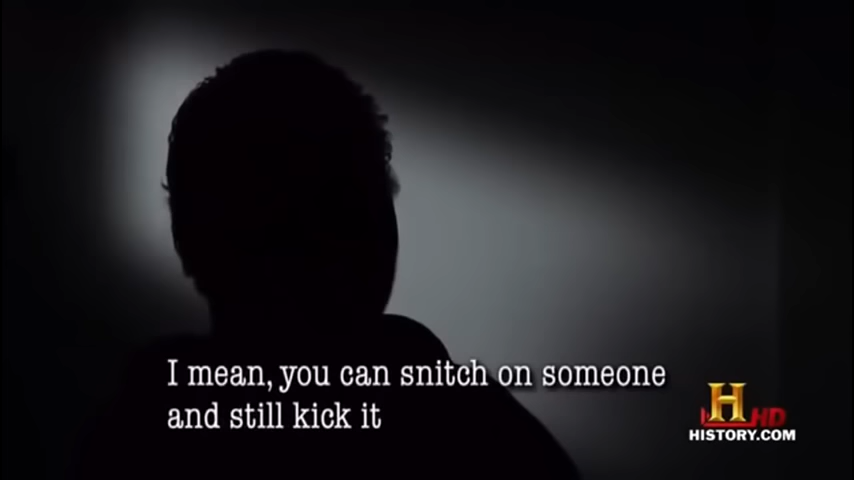 I mean, you can snitch on someone
and still kick it
H HD
HISTORY.COM